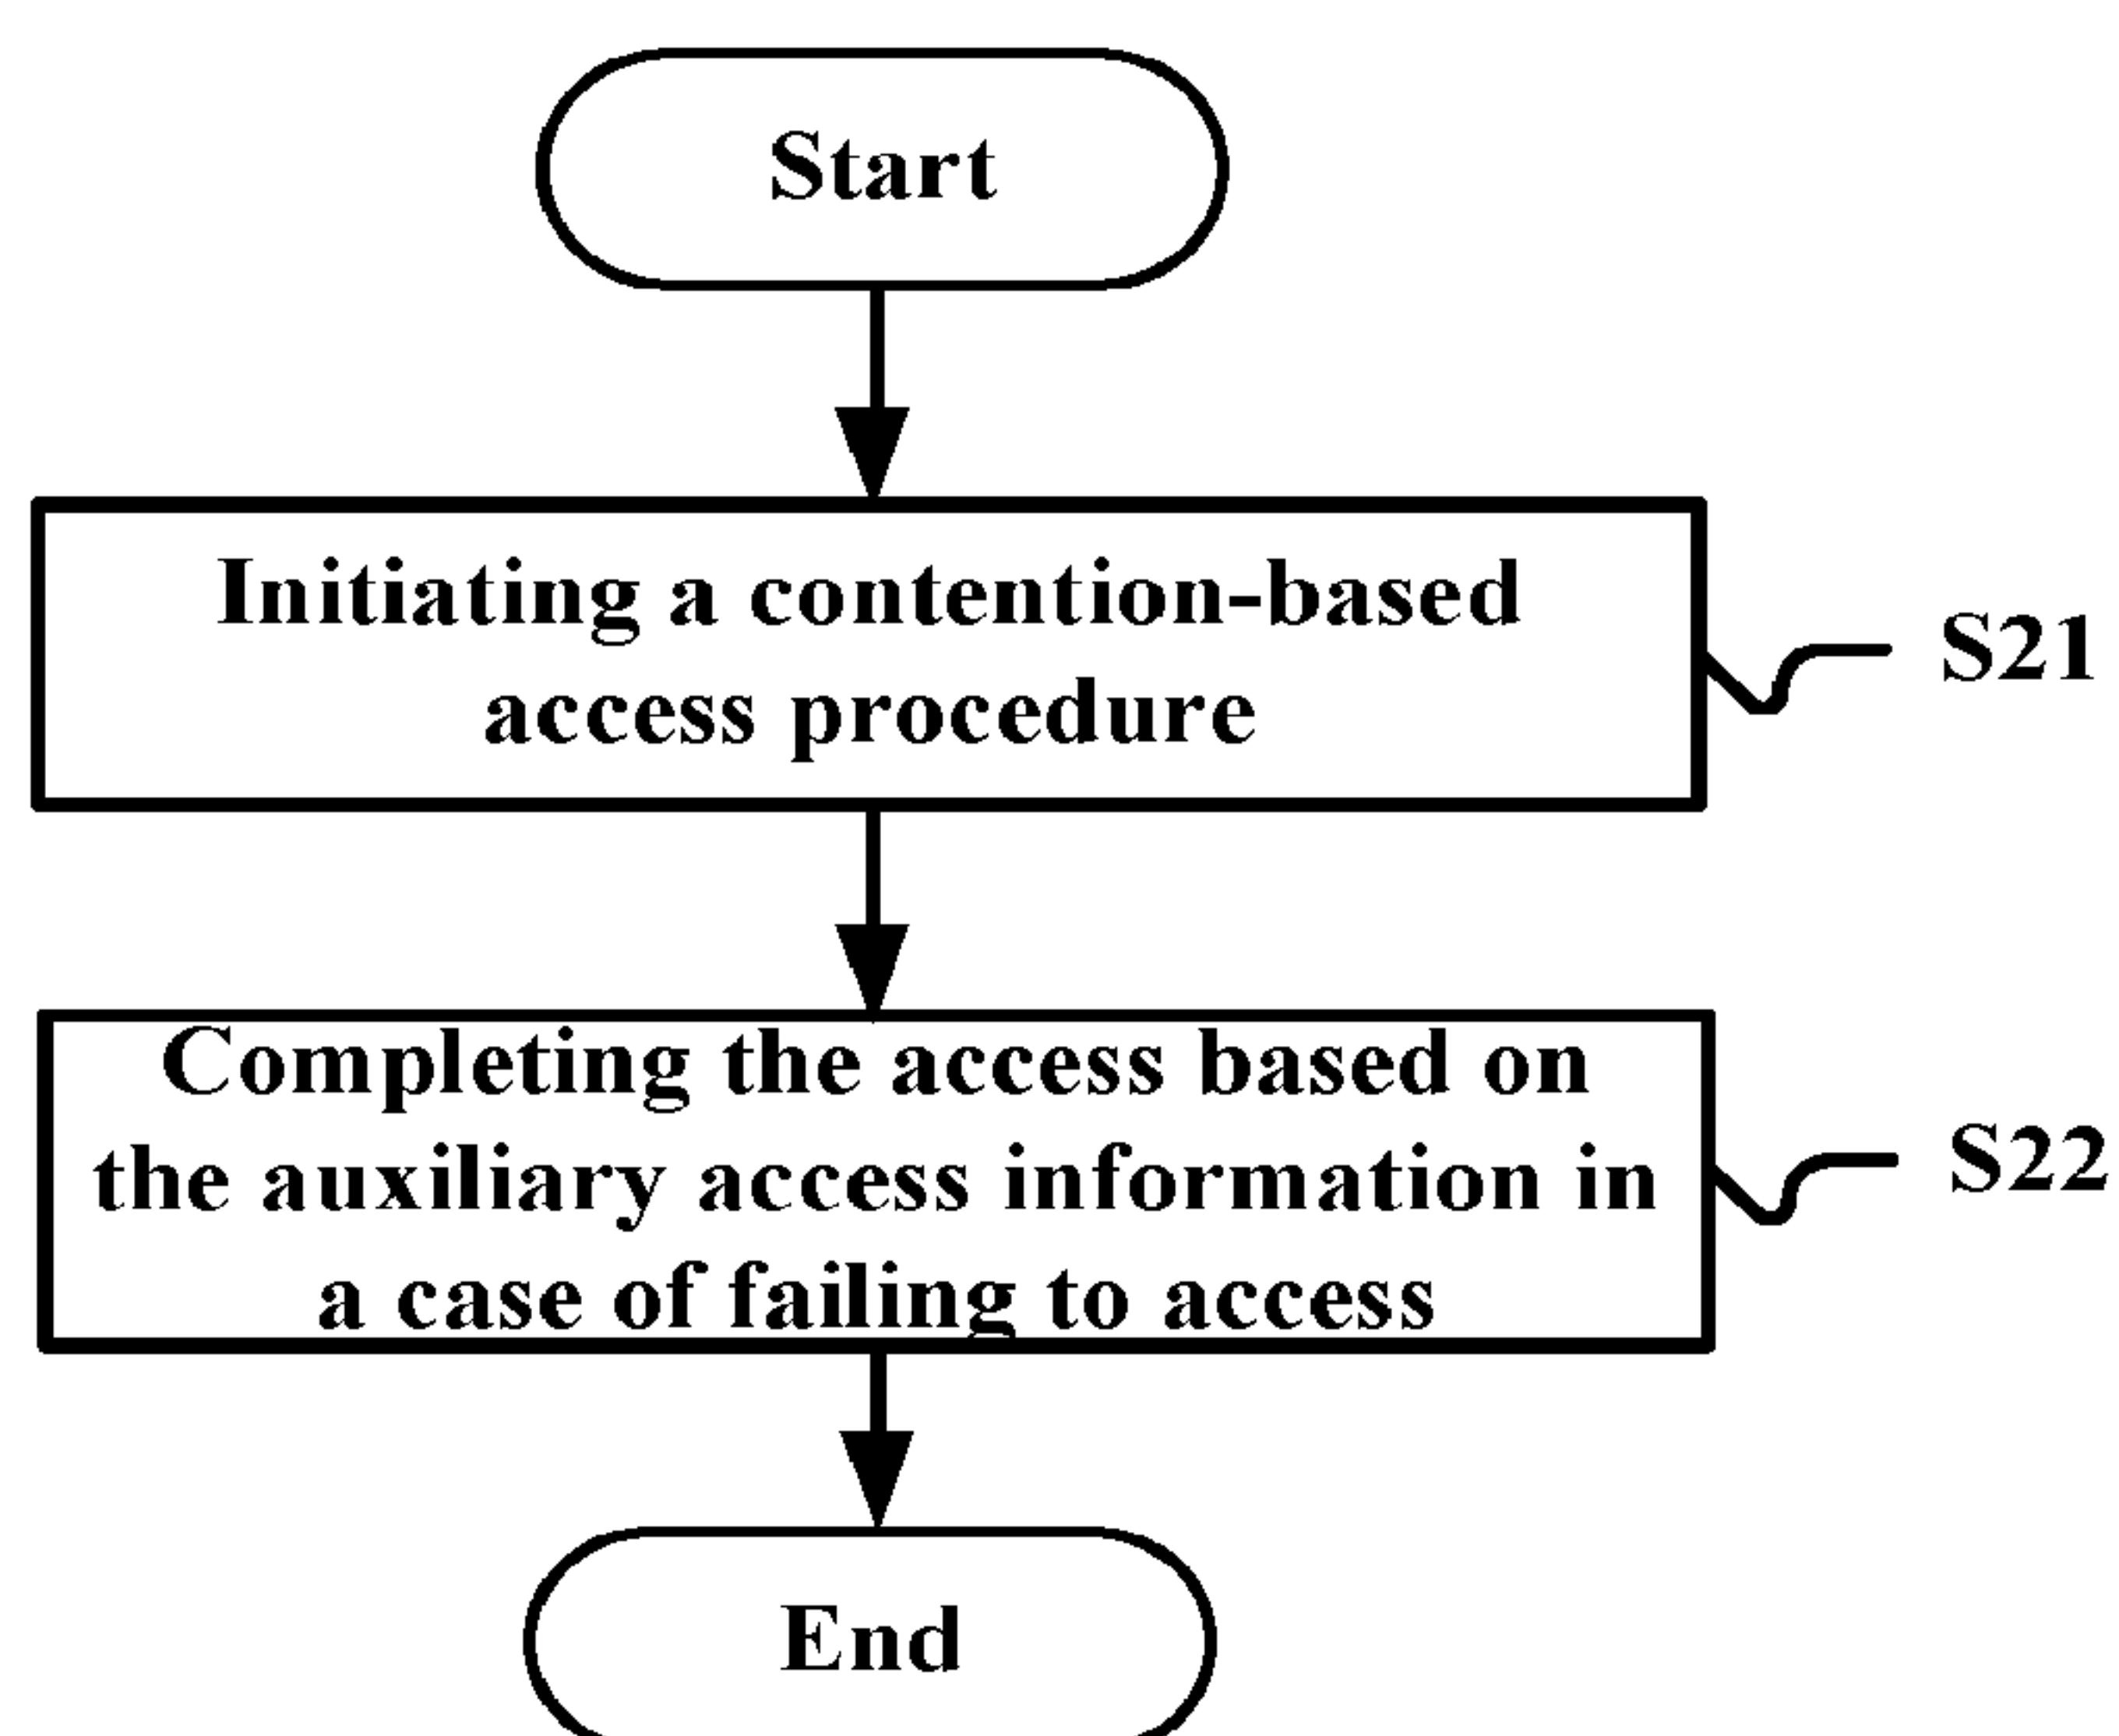 Start
Initiating a contention-based
access procedure
S21
Completing the access based on
the auxiliary access information in
a case of failing to access
S22
End